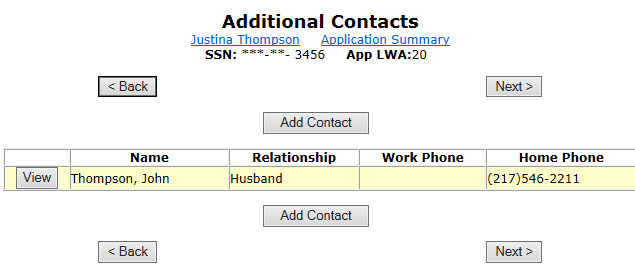 Additional Contacts
Justina Thompson Application Summary
SSN: ***-**- 3456 App LWA:20
< Back Next >
Add Contact
Name Relationship Work Phone Home Phone
View Thompson, John Husband (217)546-2211
Add Contact
< Back Next >